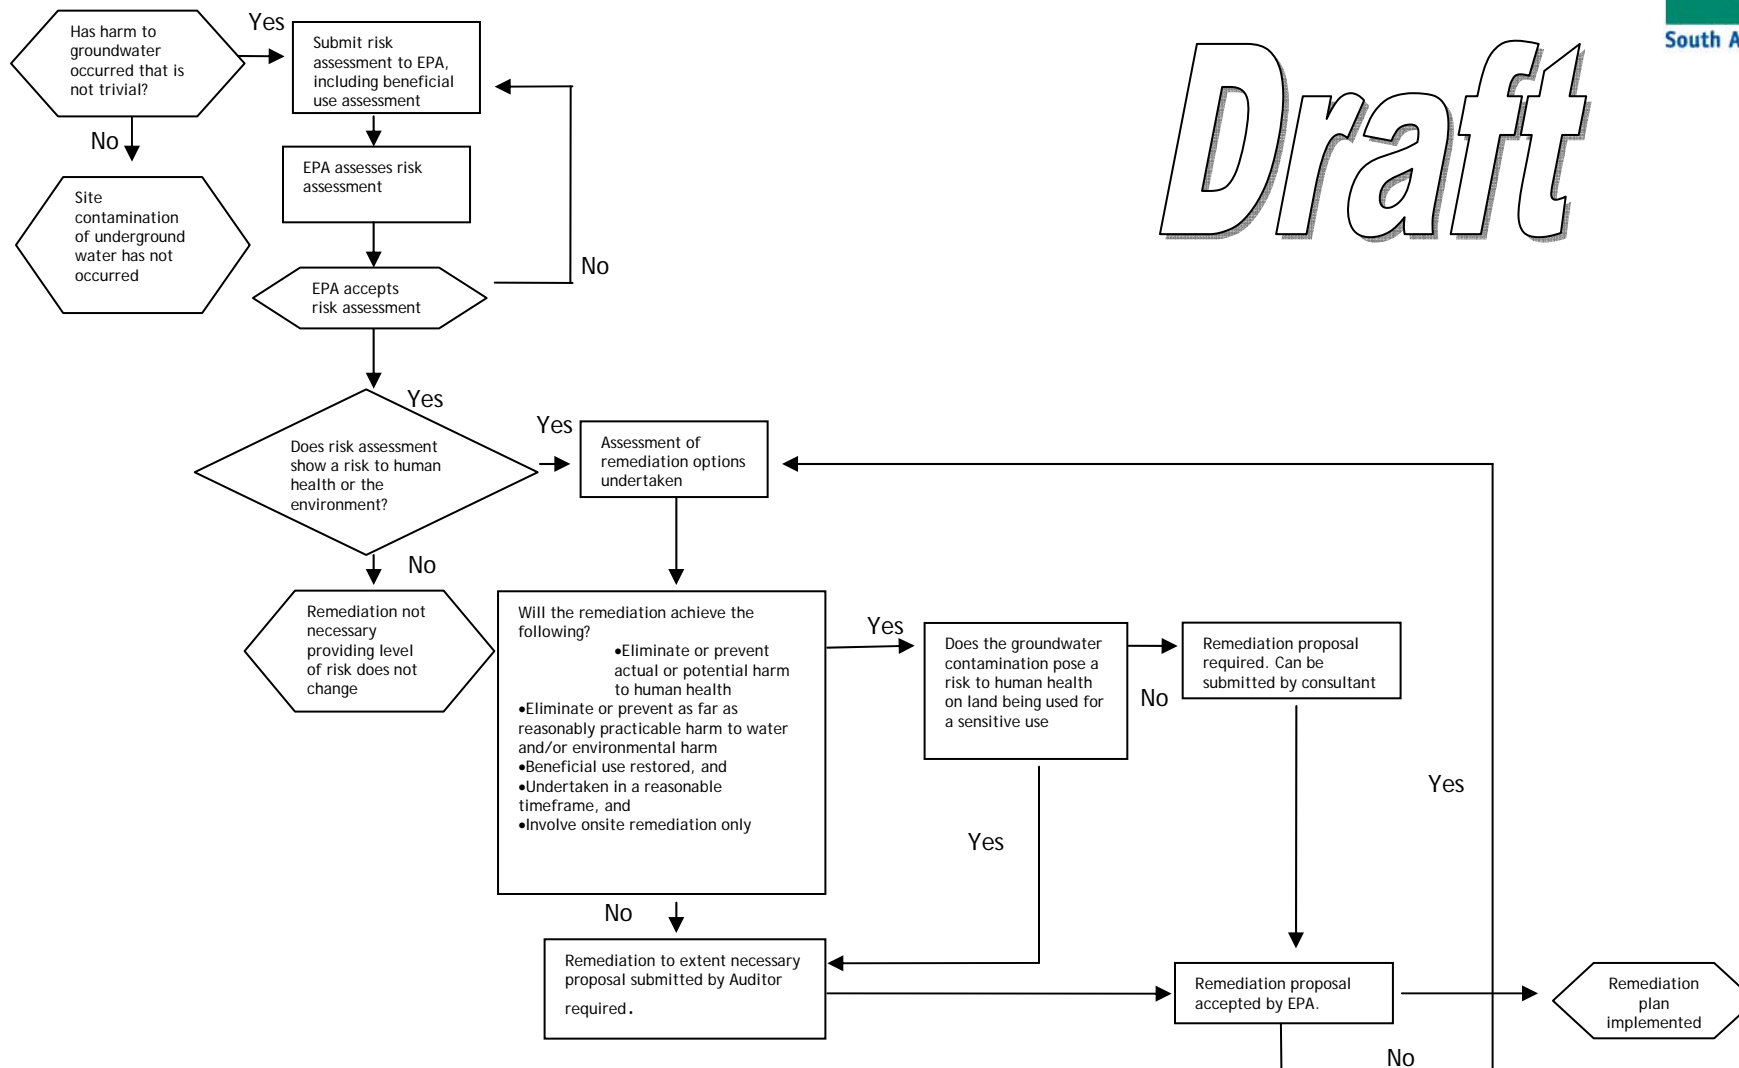 Has harm to
groundwater
occurred that is
not trivial?
Yes
Submit risk
assessment to EPA,
including beneficial
use assessment
South A
Draft
No
EPA assesses risk
assessment
Site
contamination
of underground
water has not
occurred
No
EPA accepts
risk assessment
Yes
Does risk assessment
show a risk to human
health or the
environment?
Yes
Assessment of
remediation options
undertaken
No
Remediation not
necessary
providing level
of risk does not
change
Will the remediation achieve the
following?
•Eliminate or prevent
actual or potential harm
to human health
•Eliminate or prevent as far as
reasonably practicable harm to water
and/or environmental harm
•Beneficial use restored, and
•Undertaken in a reasonable
timeframe, and
•Involve onsite remediation only
Yes
Does the groundwater
contamination pose a
risk to human health
on land being used for
a sensitive use
No
Remediation proposal
required. Can be
submitted by consultant
Yes
Yes
No
Remediation to extent necessary
proposal submitted by Auditor
required.
Remediation proposal
accepted by EPA.
Remediation
plan
implemented
No